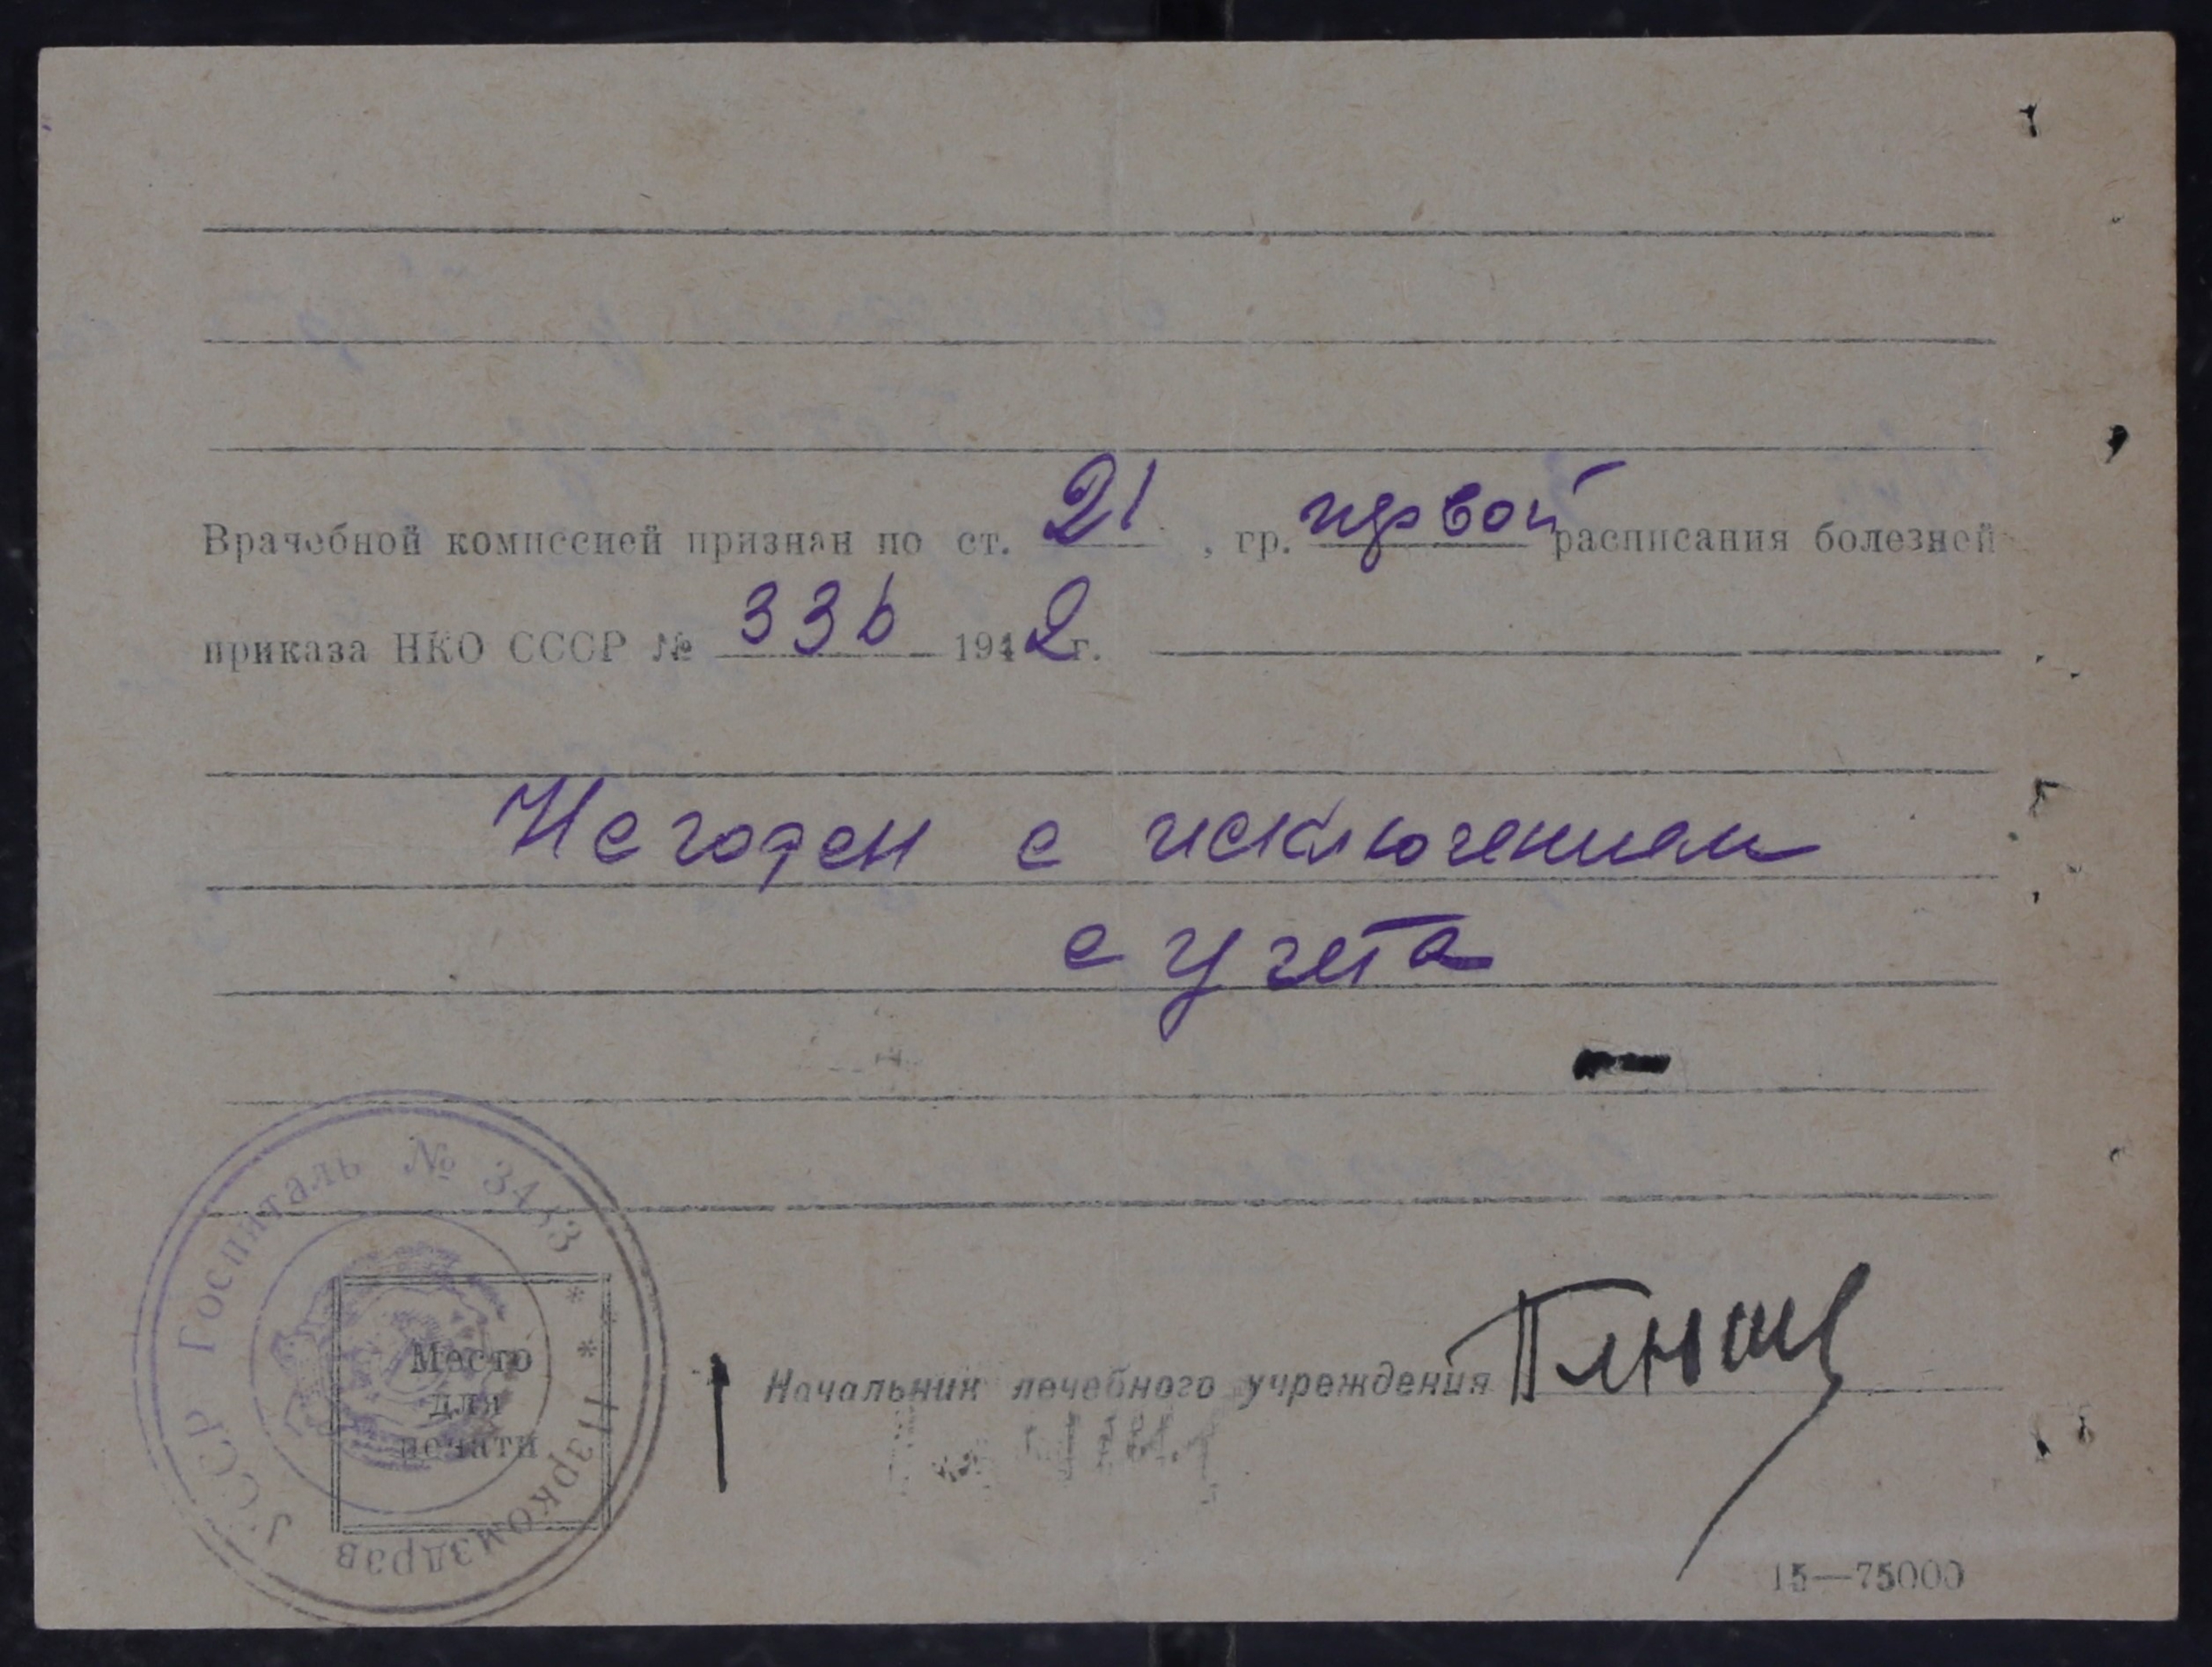 Врачебной комиссией признан по ст. 21, гр. первой расписания болезней
приказа НКО СССР № 336 1942 г.
Негоден с исключением
с учета
Госпиталь №
Наркомздрав
Место
для
печати
Начальник лечебного учреждения
15—75000